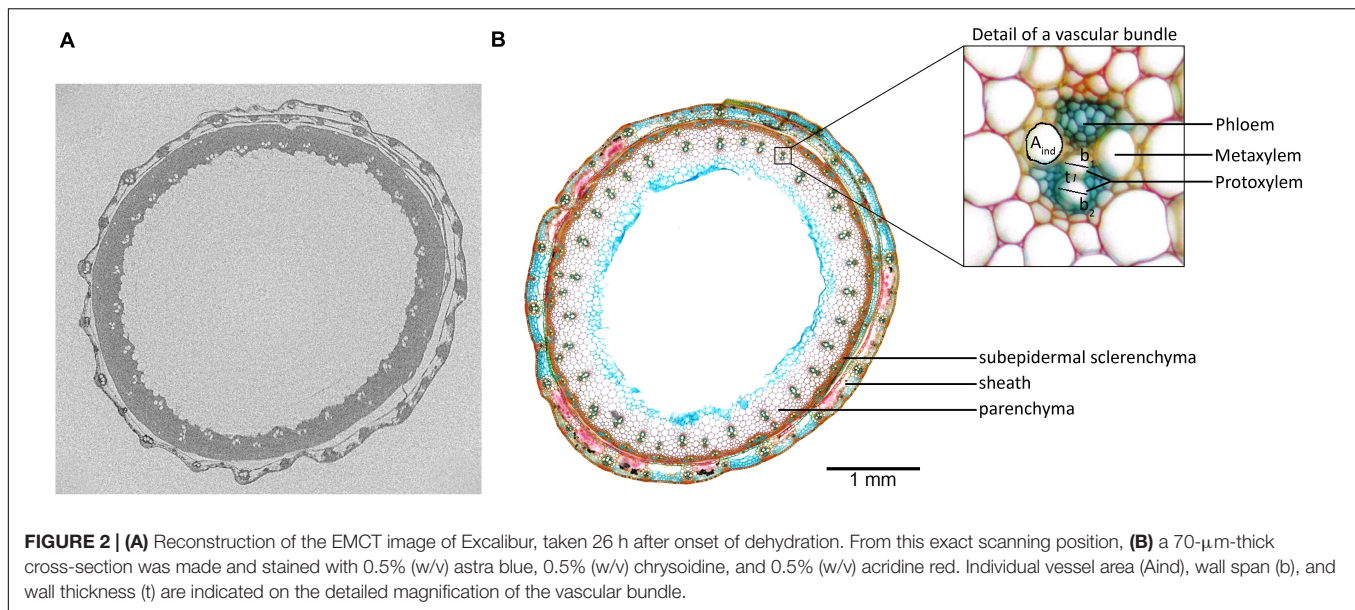 A
B
Detail of a vascular bundle
Phloem
Metaxylem
Protoxylem
A_ind
b_1
t
b_2
subepidermal sclerenchyma
sheath
parenchyma
1 mm
FIGURE 2 | (A) Reconstruction of the EMCT image of Excalibur, taken 26 h after onset of dehydration. From this exact scanning position, (B) a 70-μm-thick
cross-section was made and stained with 0.5% (w/v) astra blue, 0.5% (w/v) chrysoidine, and 0.5% (w/v) acridine red. Individual vessel area (Aind), wall span (b), and
wall thickness (t) are indicated on the detailed magnification of the vascular bundle.